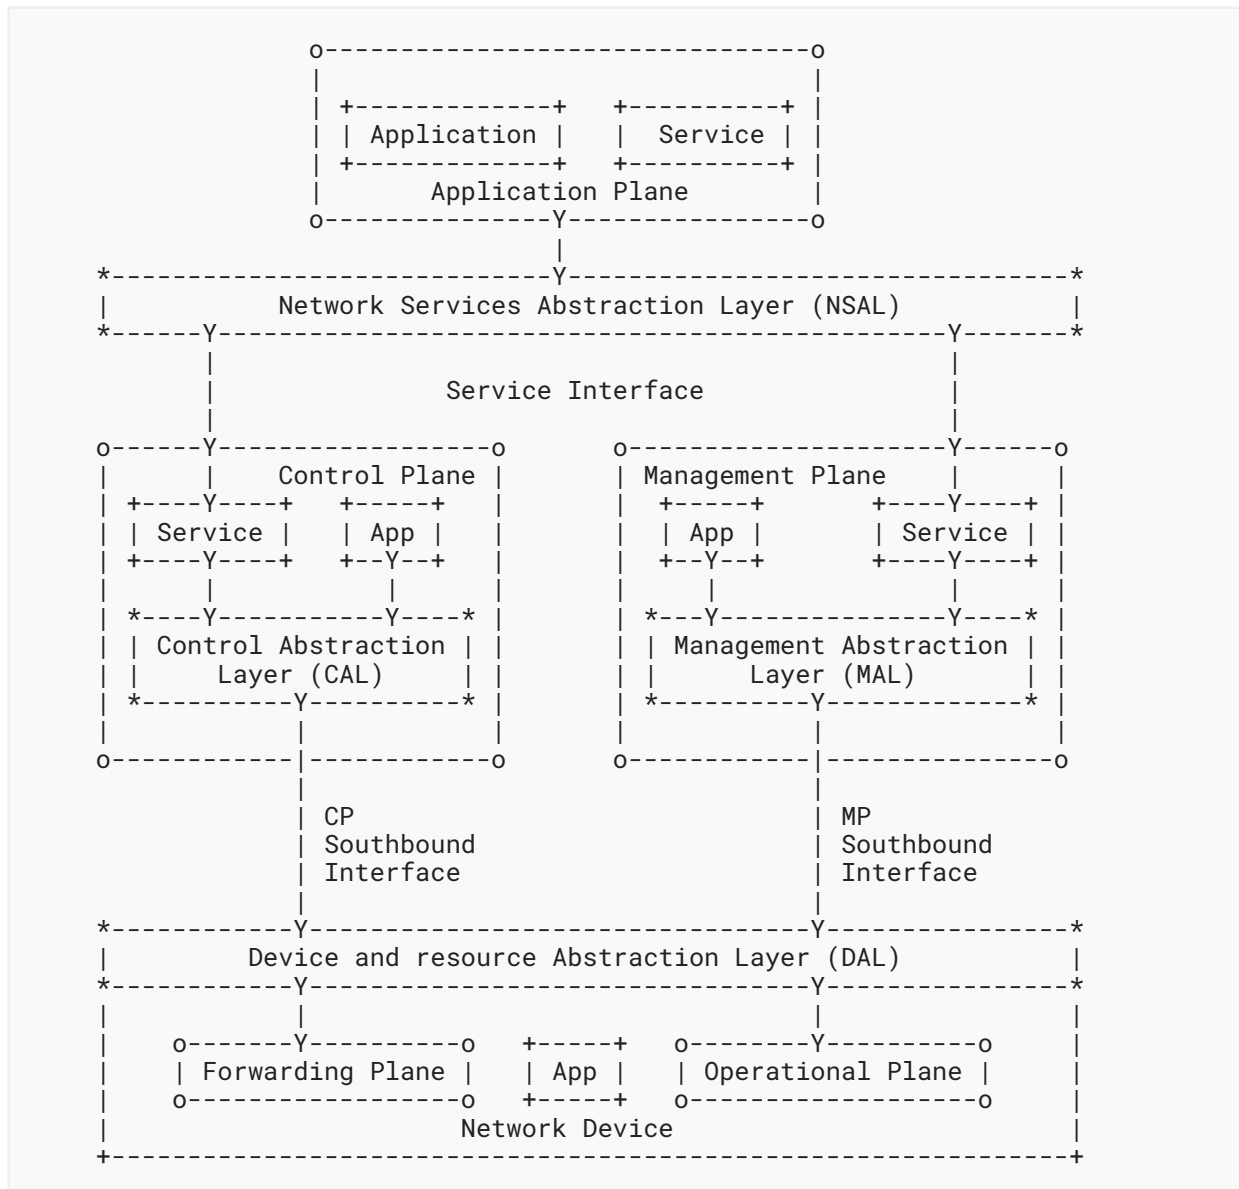 o--------------------------------o
|                                |
| +--------------+   +----------+ |
| | Application |   |  Service | |
| +--------------+   +----------+ |
|       Application Plane        |
o---------------Y----------------o
|
*-----------------------------Y---------------------------------*
|           Network Services Abstraction Layer (NSAL)           |
*------Y------------------------------------------------Y-------*
|                                                |
|               Service Interface                |
|                                                |
o------Y------------------o       o---------------------Y------o
|      |    Control Plane |       | Management Plane    |      |
| +----Y----+   +-----+   |       |  +-----+       +----Y----+ |
| | Service |   | App |   |       |  | App |       | Service | |
| +----Y----+   +--Y--+   |       |  +--Y--+       +----Y----+ |
|      |           |      |       |     |               |      |
| *----Y-----------Y----* |       | *---Y---------------Y----* |
| | Control Abstraction | |       | | Management Abstraction | |
| |     Layer (CAL)     | |       | |      Layer (MAL)       | |
| *----------Y----------* |       | *----------Y-------------* |
|            |            |       |            |               |
o------------|------------o       o------------|---------------o
|                                 |
| CP                              | MP
| Southbound                      | Southbound
| Interface                       | Interface
|                                 |
*------------Y---------------------------------Y----------------*
|         Device and resource Abstraction Layer (DAL)           |
*------------Y---------------------------------Y----------------*
|            |                                 |                |
|    o-------Y----------o   +-----+   o--------Y----------o     |
|    | Forwarding Plane |   | App |   | Operational Plane |     |
|    o------------------o   +-----+   o-------------------o     |
|                       Network Device                          |
+---------------------------------------------------------------+